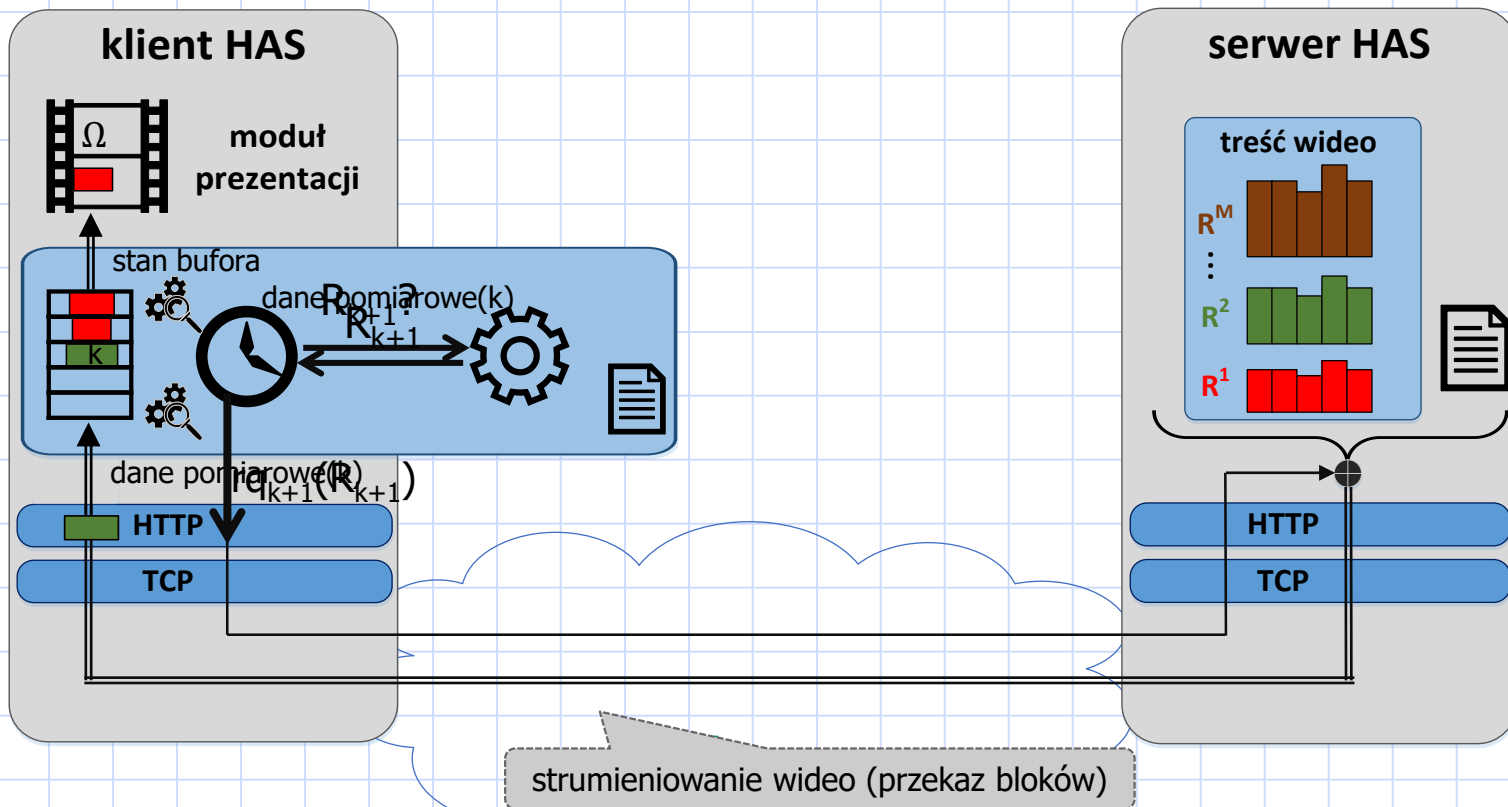 klient HAS
serwer HAS
Ω
moduł
prezentacji
treść wideo
R^M
⋮
R^2
R^1
stan bufora
dane pomiarowe(k)
R_{k+1}?
R_{k+1}
k
dane pomiarowe(k)
rq_{k+1}(R_{k+1})
HTTP
TCP
HTTP
TCP
strumieniowanie wideo (przekaz bloków)